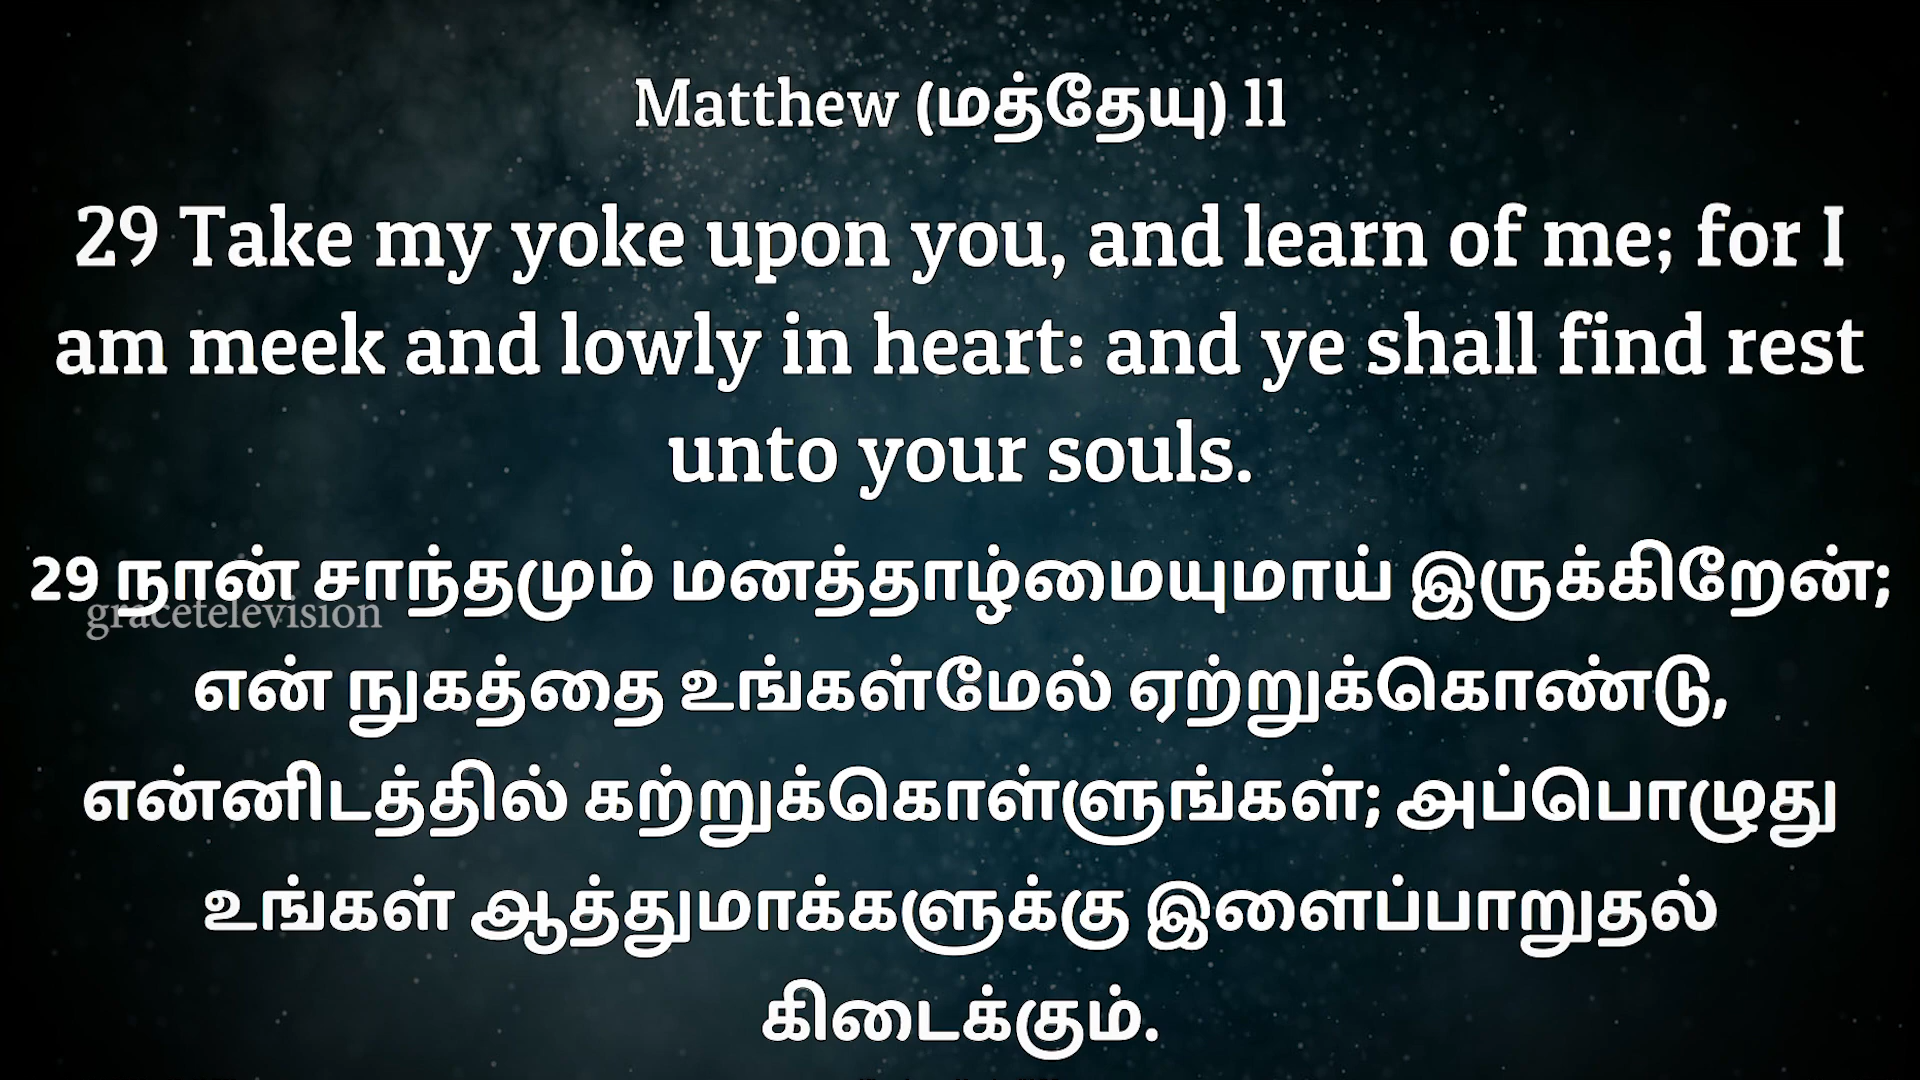 Matthew (மத்தேயு) 11
29 Take my yoke upon you, and learn of me; for I
am meek and lowly in heart: and ye shall find rest
unto your souls.
29 நான் சாந்தமும் மனத்தாழ்மையுமாய் இருக்கிறேன்;
gracetelevision
என் நுகத்தை உங்கள்மேல் ஏற்றுக்கொண்டு,
என்னிடத்தில் கற்றுக்கொள்ளுங்கள்; அப்பொழுது
உங்கள் ஆத்துமாக்களுக்கு இளைப்பாறுதல்
கிடைக்கும்.